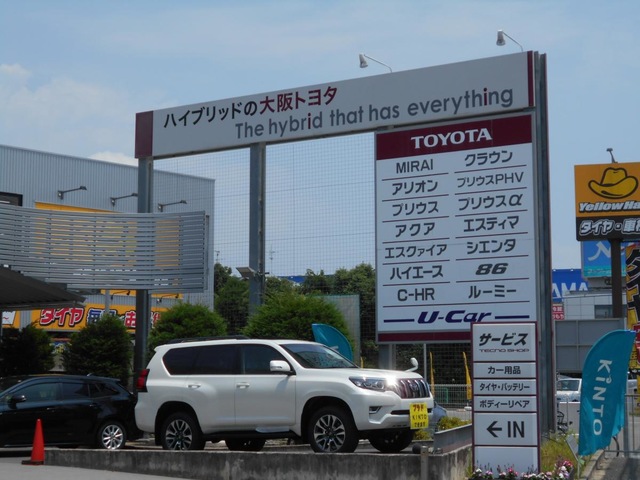 ハイブリッドの大阪トヨタ
The hybrid that has everything
TOYOTA
MIRAI クラウン
アリオン プリウスPHV
プリウス プリウスα
アクア エスティマ
エスクァイア シエンタ
ハイエース 86
C-HR ルーミー
U-Car
サービス
TECNO SHOP
カー用品
タイヤ・バッテリー
ボディーリペア
← IN
KINTO
タイヤ
プラド
KINTO